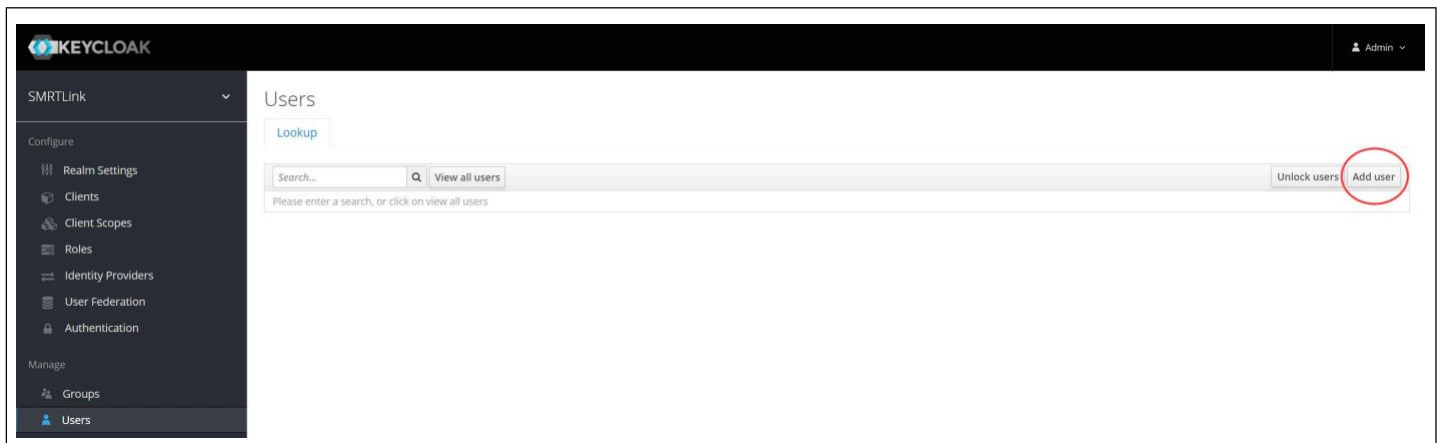 KEYCLOAK
Admin
SMRTLink
Users
Lookup
Configure
Realm Settings
Search...
View all users
Unlock users
Add user
Clients
Please enter a search, or click on view all users
Client Scopes
Roles
Identity Providers
User Federation
Authentication
Manage
Groups
Users